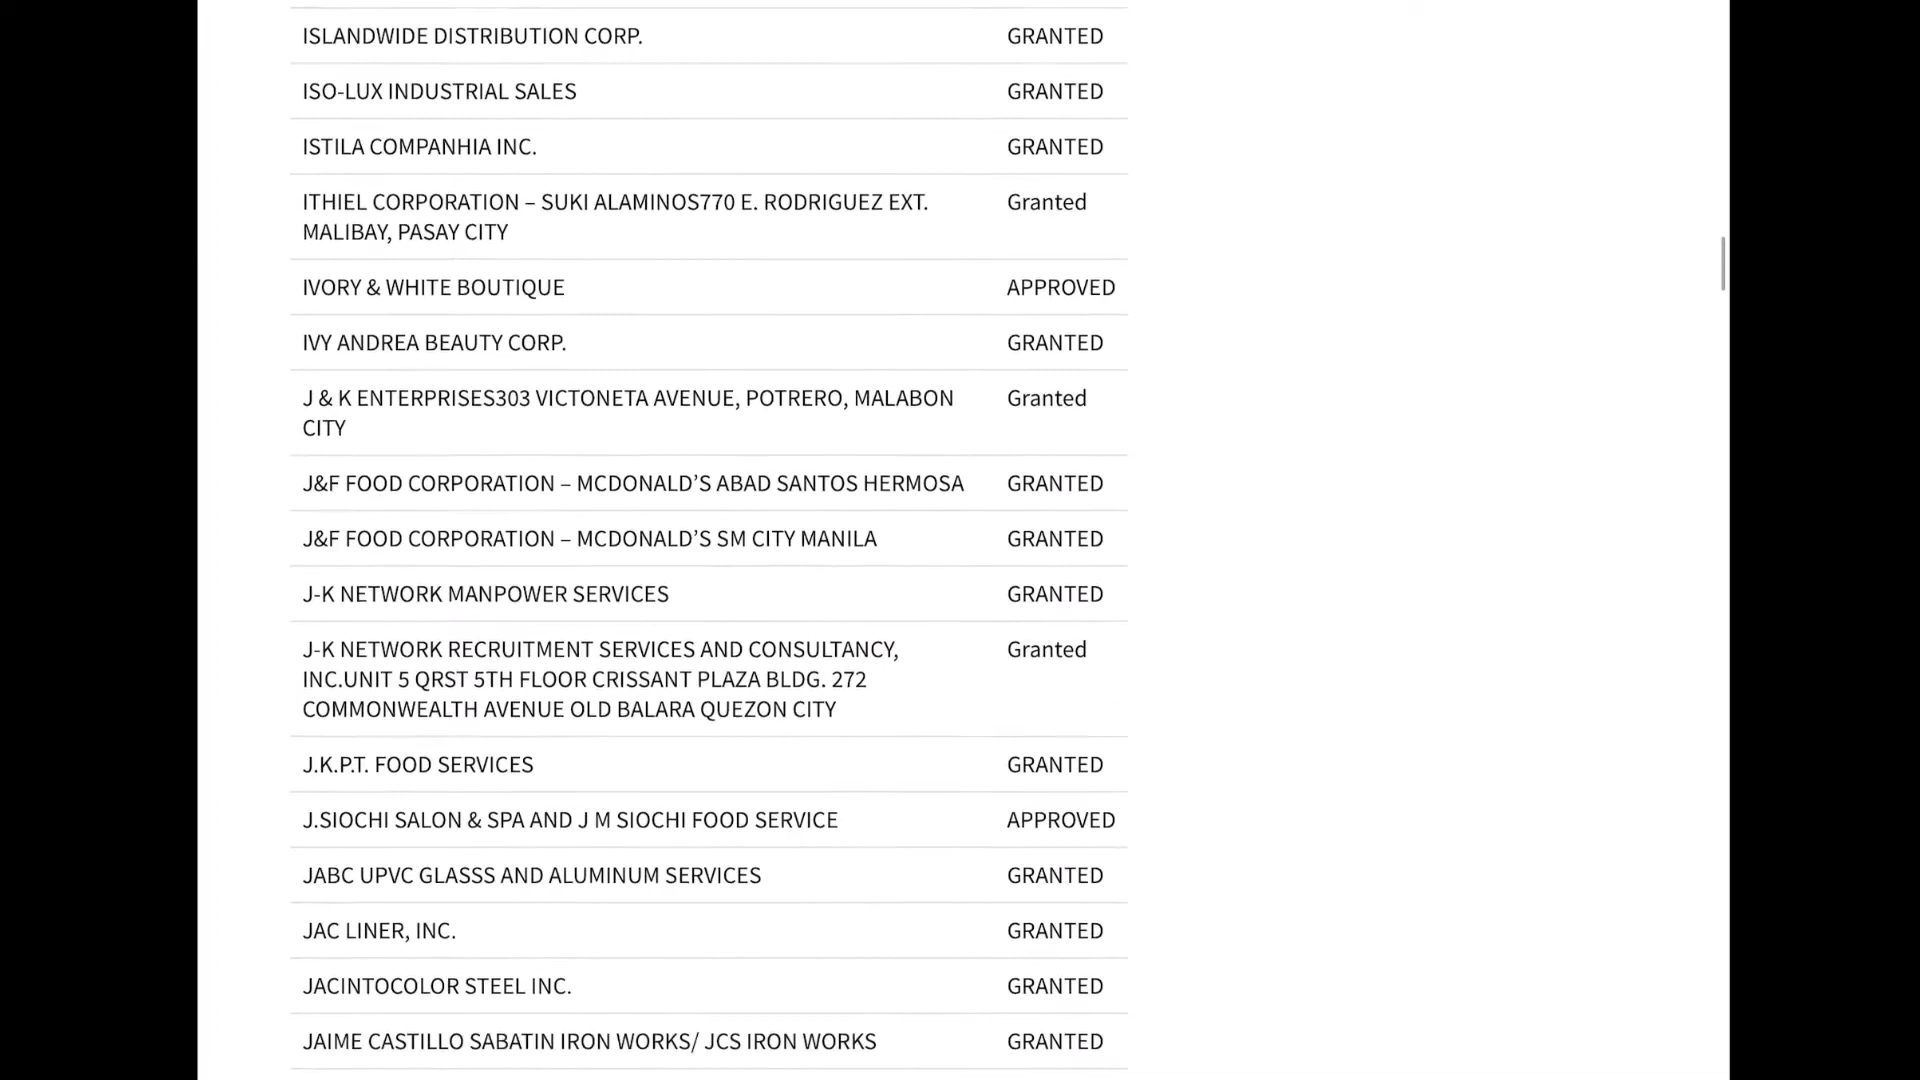 ISLANDWIDE DISTRIBUTION CORP. GRANTED
ISO-LUX INDUSTRIAL SALES GRANTED
ISTILA COMPANHIA INC. GRANTED
ITHIEL CORPORATION – SUKI ALAMINOS770 E. RODRIGUEZ EXT. Granted
MALIBAY, PASAY CITY
IVORY & WHITE BOUTIQUE APPROVED
IVY ANDREA BEAUTY CORP. GRANTED
J & K ENTERPRISES303 VICTONETA AVENUE, POTRERO, MALABON Granted
CITY
J&F FOOD CORPORATION – MCDONALD’S ABAD SANTOS HERMOSA GRANTED
J&F FOOD CORPORATION – MCDONALD’S SM CITY MANILA GRANTED
J-K NETWORK MANPOWER SERVICES GRANTED
J-K NETWORK RECRUITMENT SERVICES AND CONSULTANCY, Granted
INC.UNIT 5 QRST 5TH FLOOR CRISSANT PLAZA BLDG. 272
COMMONWEALTH AVENUE OLD BALARA QUEZON CITY
J.K.P.T. FOOD SERVICES GRANTED
J.SIOCHI SALON & SPA AND J M SIOCHI FOOD SERVICE APPROVED
JABC UPVC GLASSS AND ALUMINUM SERVICES GRANTED
JAC LINER, INC. GRANTED
JACINTOCOLOR STEEL INC. GRANTED
JAIME CASTILLO SABATIN IRON WORKS/ JCS IRON WORKS GRANTED